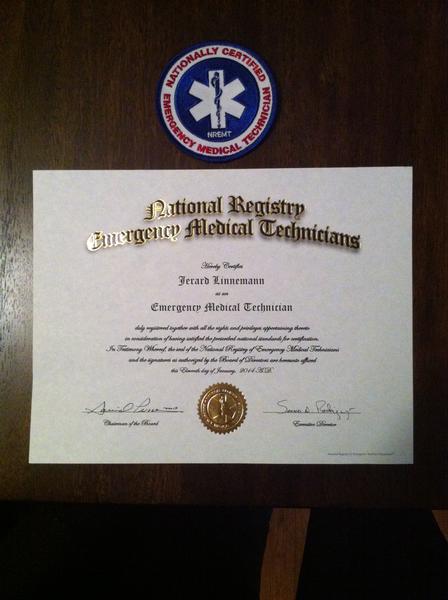 NATIONALLY CERTIFIED
NREMT
EMERGENCY MEDICAL TECHNICIAN
National Registry
Emergency Medical Technicians
Hereby Certifies
Jerard Linnemann
as an
Emergency Medical Technician
duly registered together with all the rights and privileges appertaining thereto
in consideration of having satisfied the prescribed national standards for certification.
In Testimony Whereof, the seal of the National Registry of Emergency Medical Technicians
and the signatures as authorized by the Board of Directors are hereunto affixed
this Eleventh day of January, 2014 A.D.
Chairman of the Board
Executive Director